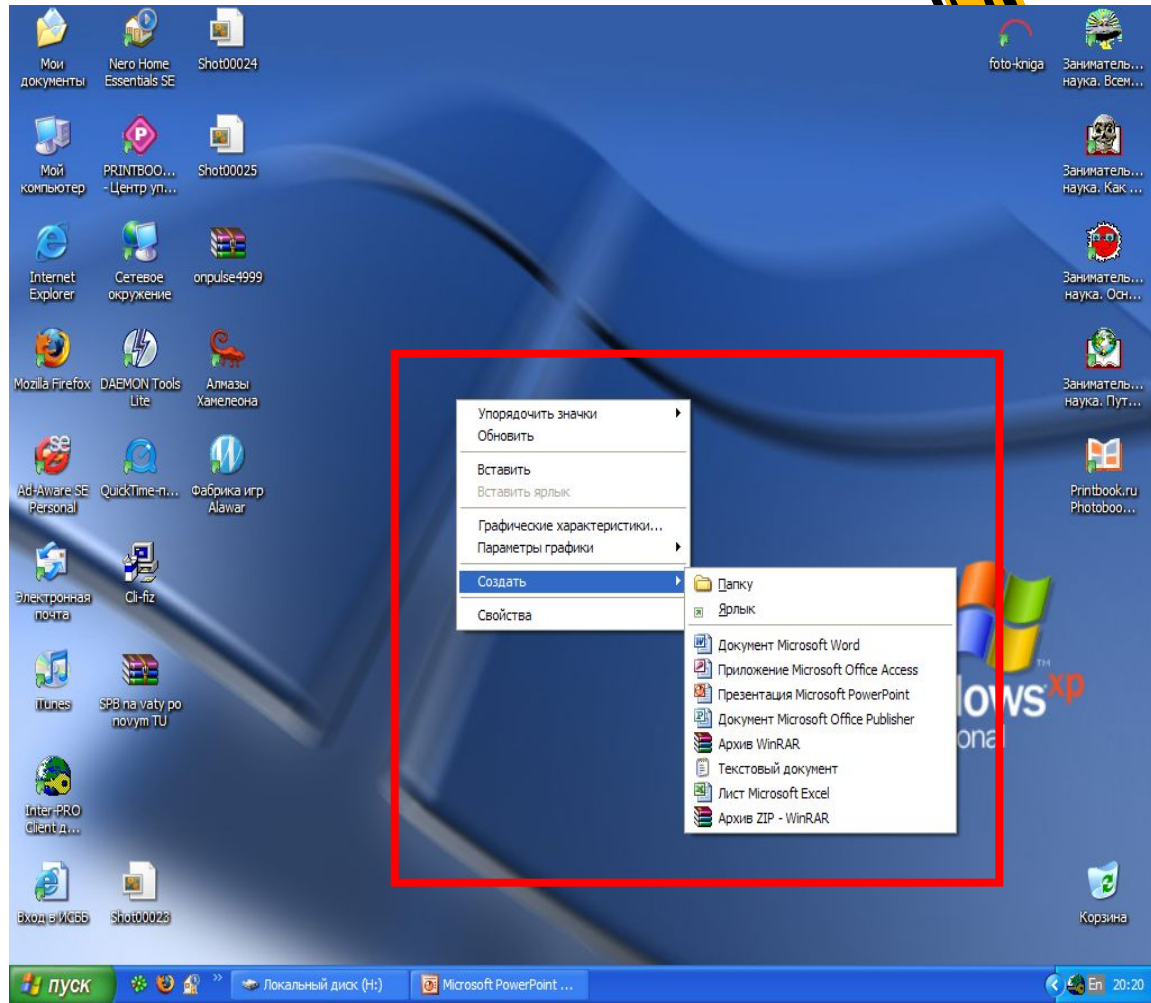 Мои
документы
Nero Home
Essentials SE
Shot00024
foto-kniga
Заниматель...
наука. Всем...
Мой
компьютер
PRINTBOO...
- Центр уп...
Shot00025
Заниматель...
наука. Как ...
Internet
Explorer
Сетевое
окружение
onpulse4999
Заниматель...
наука. Осн...
Mozilla Firefox
DAEMON Tools
Lite
Алмазы
Хамелеона
Заниматель...
наука. Пут...
Ad-Aware SE
Personal
QuickTime-п...
Фабрика игр
Alawar
Printbook.ru
Photoboo...
Электронная
почта
Cli-fiz
iTunes
SPB na vaty po
novym TU
Inter-PRO
Client д...
Вход в ИСББ
Shot00023
Корзина
Упорядочить значки
Обновить
Вставить
Вставить ярлык
Графические характеристики...
Параметры графики
Создать
Свойства
Папку
Ярлык
Документ Microsoft Word
Приложение Microsoft Office Access
Презентация Microsoft PowerPoint
Документ Microsoft Office Publisher
Архив WinRAR
Текстовый документ
Лист Microsoft Excel
Архив ZIP - WinRAR
lows xp
TM
onal
пуск
Локальный диск (H:)
Microsoft PowerPoint ...
En
20:20